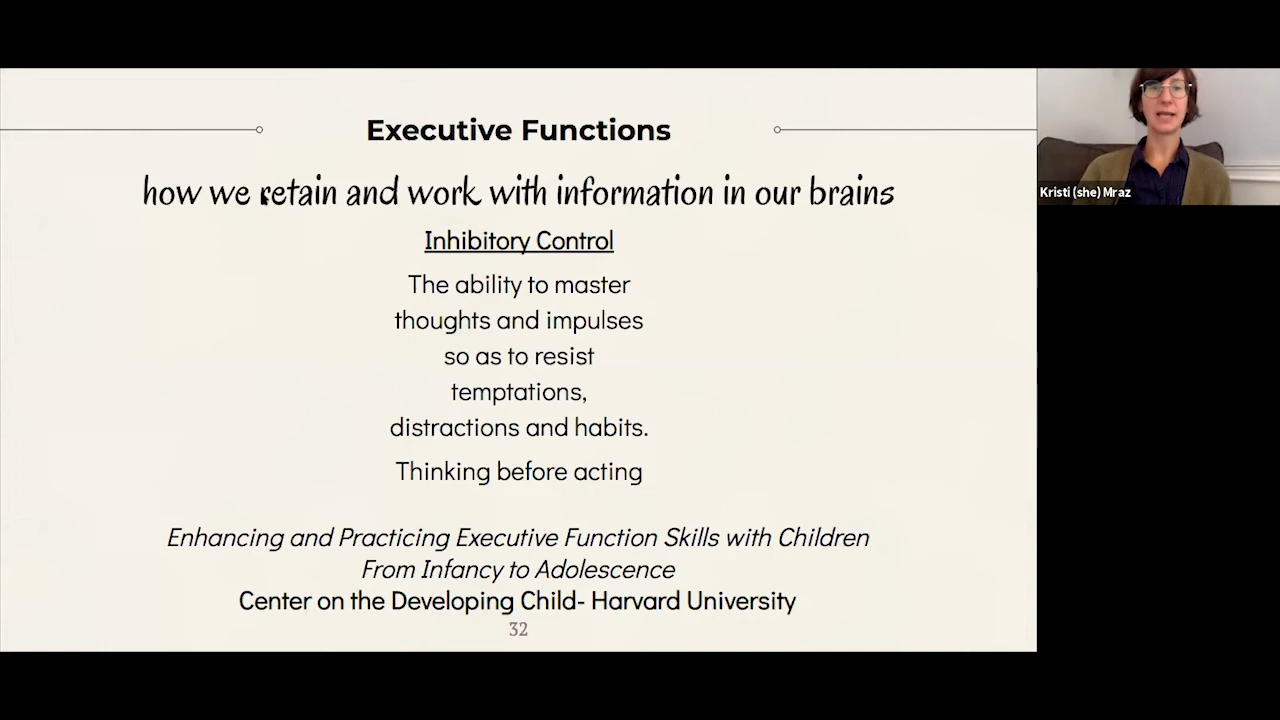 Executive Functions
how we retain and work with information in our brains
Inhibitory Control
The ability to master
thoughts and impulses
so as to resist
temptations,
distractions and habits.
Thinking before acting
Enhancing and Practicing Executive Function Skills with Children
From Infancy to Adolescence
Center on the Developing Child- Harvard University
32
Kristi (she) Mraz